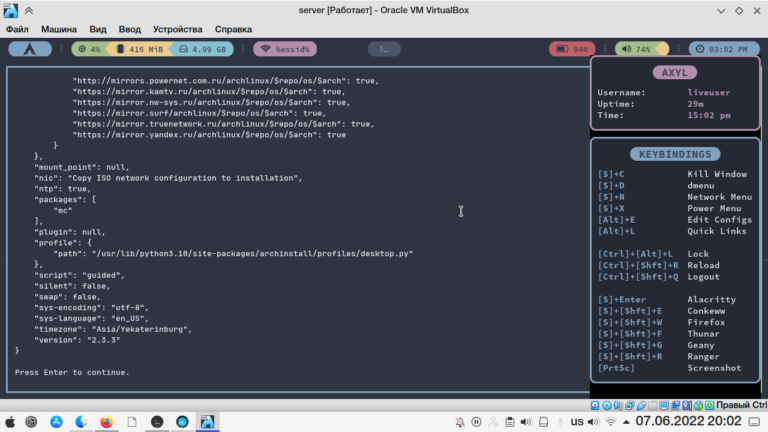 server [Работает] - Oracle VM VirtualBox
Файл Машина Вид Ввод Устройства Справка
4% 416 MiB 4.99 GB %essid% >_ 94% 74% 03:02 PM
"http://mirrors.powernet.com.ru/archlinux/$repo/os/$arch": true,
"https://mirror.kamtv.ru/archlinux/$repo/os/$arch": true,
"https://mirror.nw-sys.ru/archlinux/$repo/os/$arch": true,
"https://mirror.surf/archlinux/$repo/os/$arch": true,
"https://mirror.truenetwork.ru/archlinux/$repo/os/$arch": true,
"https://mirror.yandex.ru/archlinux/$repo/os/$arch": true
}
},
"mount_point": null,
"nic": "Copy ISO network configuration to installation",
"ntp": true,
"packages": [
"mc"
],
"plugin": null,
"profile": {
"path": "/usr/lib/python3.10/site-packages/archinstall/profiles/desktop.py"
},
"script": "guided",
"silent": false,
"swap": false,
"sys-encoding": "utf-8",
"sys-language": "en_US",
"timezone": "Asia/Yekaterinburg",
"version": "2.3.3"
}
Press Enter to continue.
AXYL
Username: liveuser
Uptime: 29m
Time: 15:02 pm
KEYBINDINGS
[S]+C Kill Window
[S]+D dmenu
[S]+N Network Menu
[S]+X Power Menu
[Alt]+E Edit Configs
[Alt]+L Quick Links
[Ctrl]+[Alt]+L Lock
[Ctrl]+[Shft]+R Reload
[Ctrl]+[Shft]+Q Logout
[S]+Enter Alacritty
[S]+[Shft]+E Conkeww
[S]+[Shft]+W Firefox
[S]+[Shft]+F Thunar
[S]+[Shft]+G Geany
[S]+[Shft]+R Ranger
[PrtSc] Screenshot
Правый Ctrl
us 07.06.2022 20:02